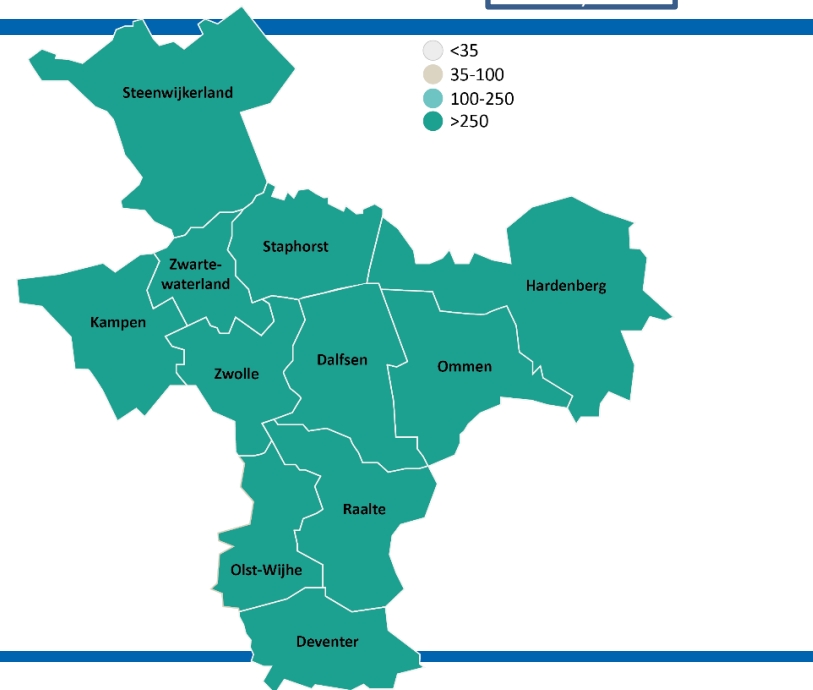 <35
35-100
100-250
>250
Steenwijkerland
Staphorst
Zwarte-
waterland
Hardenberg
Kampen
Dalfsen
Ommen
Zwolle
Raalte
Olst-Wijhe
Deventer